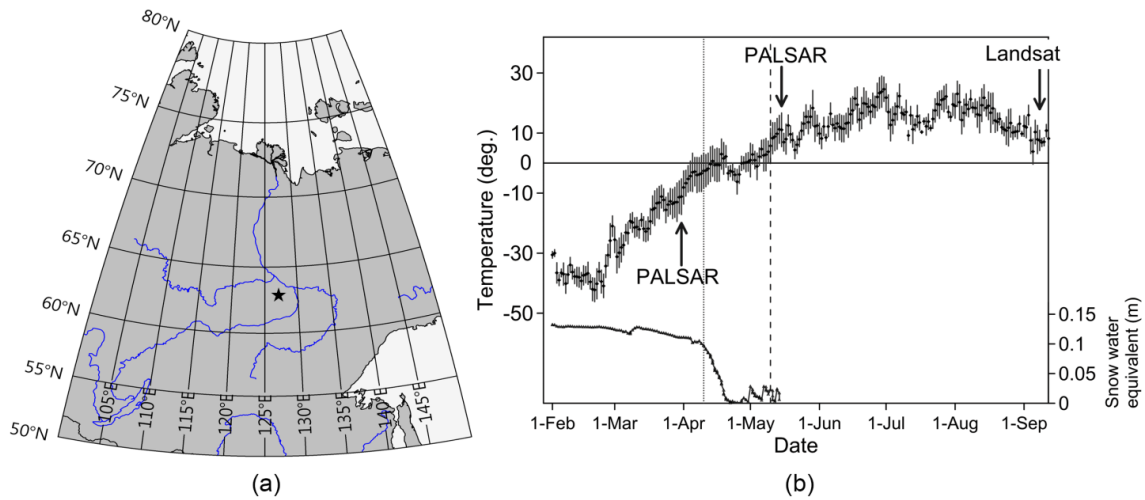 80°N
75°N
70°N
65°N
60°N
55°N
50°N
105°E
110°E
115°E
120°E
125°E
130°E
135°E
140°E
145°E
(a)
PALSAR
Landsat
30
10
0
-10
-30
-50
Temperature (deg.)
PALSAR
0.15
0.1
0.05
0
Snow water
equivalent (m)
1-Feb 1-Mar 1-Apr 1-May 1-Jun 1-Jul 1-Aug 1-Sep
Date
(b)